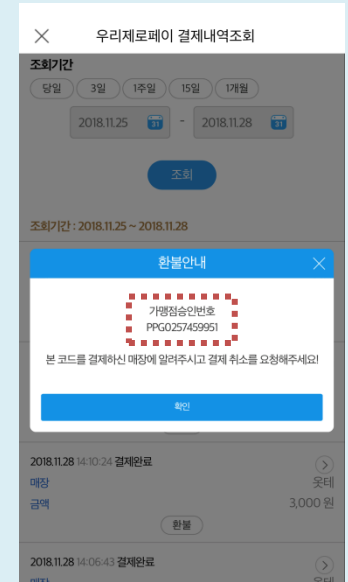 우리제로페이 결제내역조회
조회기간
당일 3일 1주일 15일 1개월
2018.11.25 31 - 2018.11.28 31
조회
조회기간 : 2018.11.25 ~ 2018.11.28
환불안내
가맹점승인번호
PPG0257459951
본 코드를 결제하신 매장에 알려주시고 결제 취소를 요청해주세요!
확인
2018.11.28 14:10:24 결제완료
매장 옷테
금액 3,000 원
환불
2018.11.28 14:06:43 결제완료
매장 옷테